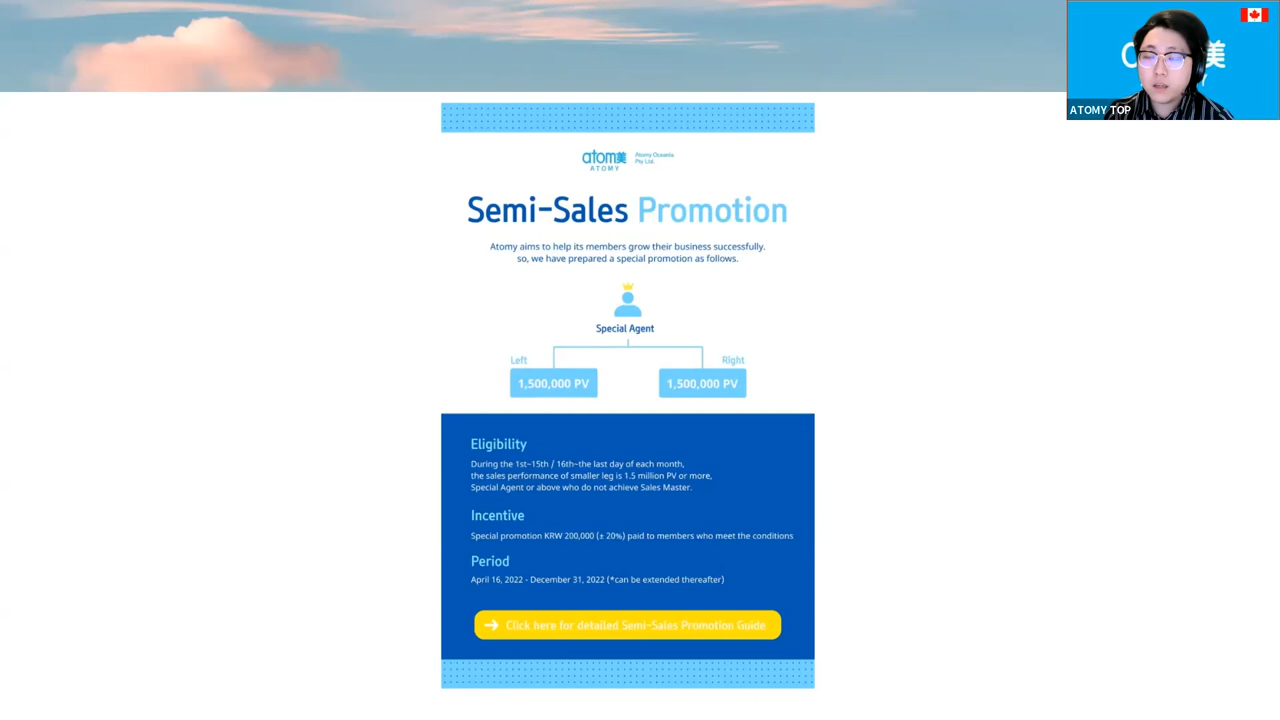 atom美
ATOMY
Atomy Oceania
Pty Ltd.
Semi-Sales Promotion
Atomy aims to help its members grow their business successfully.
so, we have prepared a special promotion as follows.
Special Agent
Left
Right
1,500,000 PV
1,500,000 PV
Eligibility
During the 1st~15th / 16th~the last day of each month,
the sales performance of smaller leg is 1.5 million PV or more,
Special Agent or above who do not achieve Sales Master.
Incentive
Special promotion KRW 200,000 (± 20%) paid to members who meet the conditions
Period
April 16, 2022 - December 31, 2022 (*can be extended thereafter)
→ Click here for detailed Semi-Sales Promotion Guide
美
ATOMY TOP